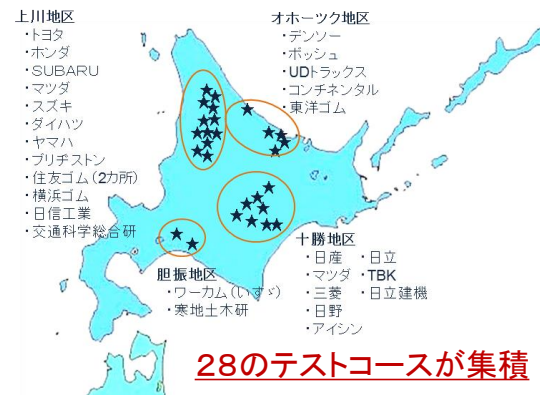 上川地区
・トヨタ
・ホンダ
・SUBARU
・マツダ
・スズキ
・ダイハツ
・ヤマハ
・ブリヂストン
・住友ゴム(2カ所)
・横浜ゴム
・日信工業
・交通科学総合研
オホーツク地区
・デンソー
・ボッシュ
・UDトラックス
・コンチネンタル
・東洋ゴム
胆振地区
・ワーカム(いすゞ)
・寒地土木研
十勝地区
・日産 ・日立
・マツダ ・TBK
・三菱 ・日立建機
・日野
・アイシン
28のテストコースが集積